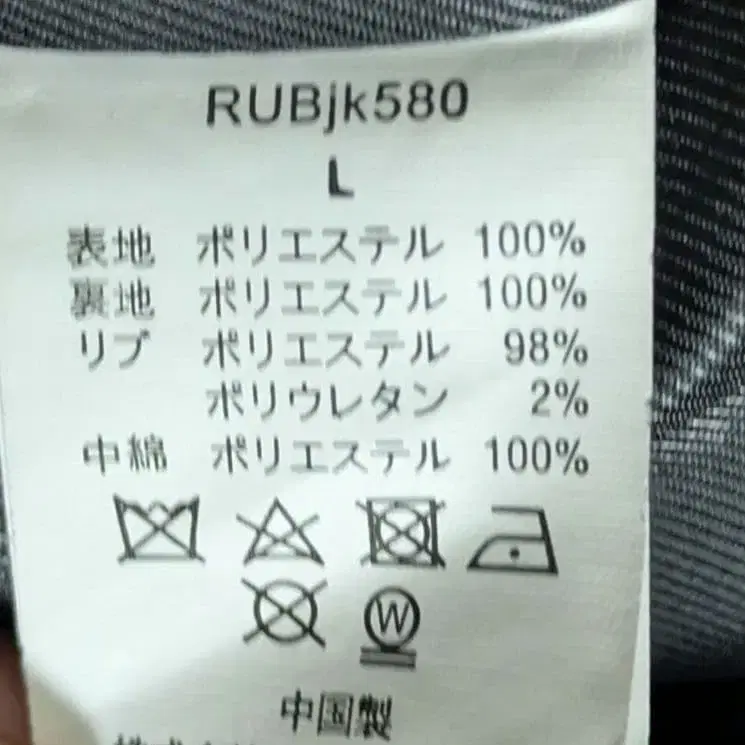 RUBjk580
L
表地 ポリエステル 100%
裏地 ポリエステル 100%
リブ ポリエステル 98%
ポリウレタン 2%
中綿 ポリエステル 100%
W
中国製